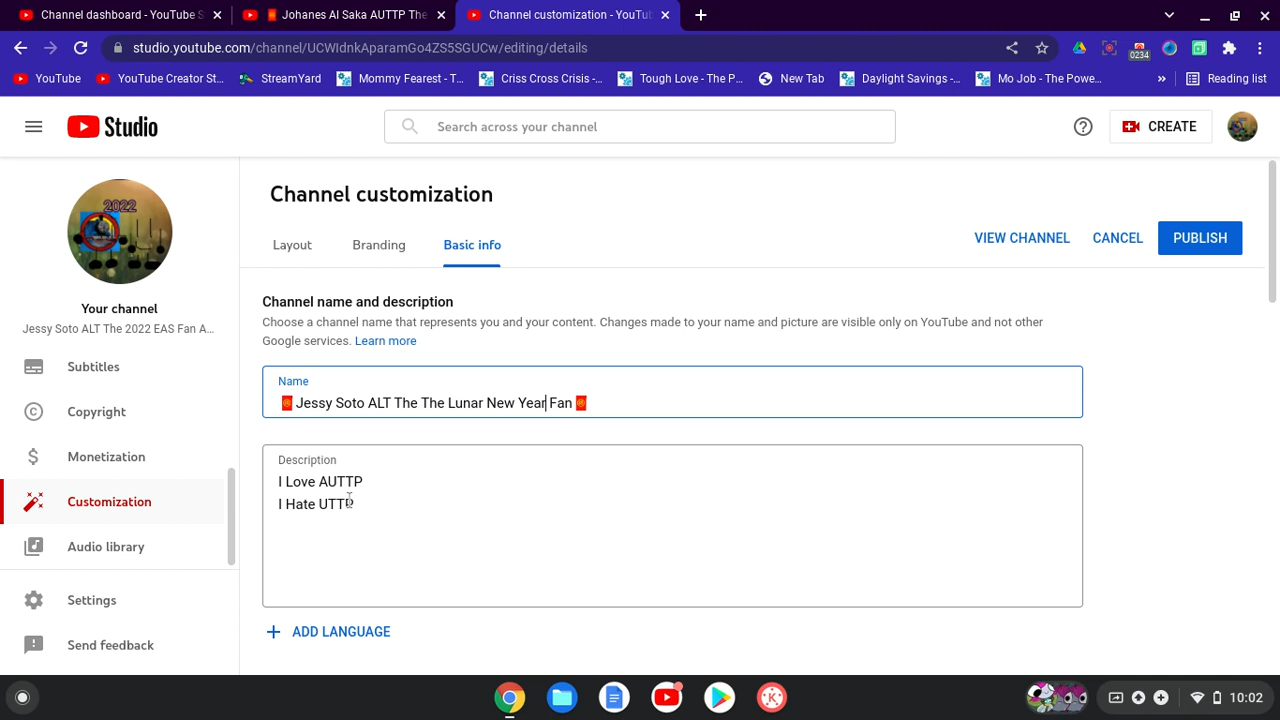 Channel dashboard - YouTube S
🧧 Johanes Al Saka AUTTP The
Channel customization - YouTub
studio.youtube.com/channel/UCWIdnkAparamGo4ZS5SGUCw/editing/details
0234
YouTube
YouTube Creator St...
StreamYard
Mommy Fearest - T...
Criss Cross Crisis -...
Tough Love - The P...
New Tab
Daylight Savings -...
Mo Job - The Powe...
»
Reading list
Studio
Search across your channel
CREATE
2022
Your channel
Jessy Soto ALT The 2022 EAS Fan A...
Subtitles
Copyright
Monetization
Customization
Audio library
Settings
Send feedback
Channel customization
Layout
Branding
Basic info
VIEW CHANNEL
CANCEL
PUBLISH
Channel name and description
Choose a channel name that represents you and your content. Changes made to your name and picture are visible only on YouTube and not other
Google services. Learn more
Name
🧧Jessy Soto ALT The The Lunar New Year Fan🧧
Description
I Love AUTTP
I Hate UTTP
+ ADD LANGUAGE
10:02